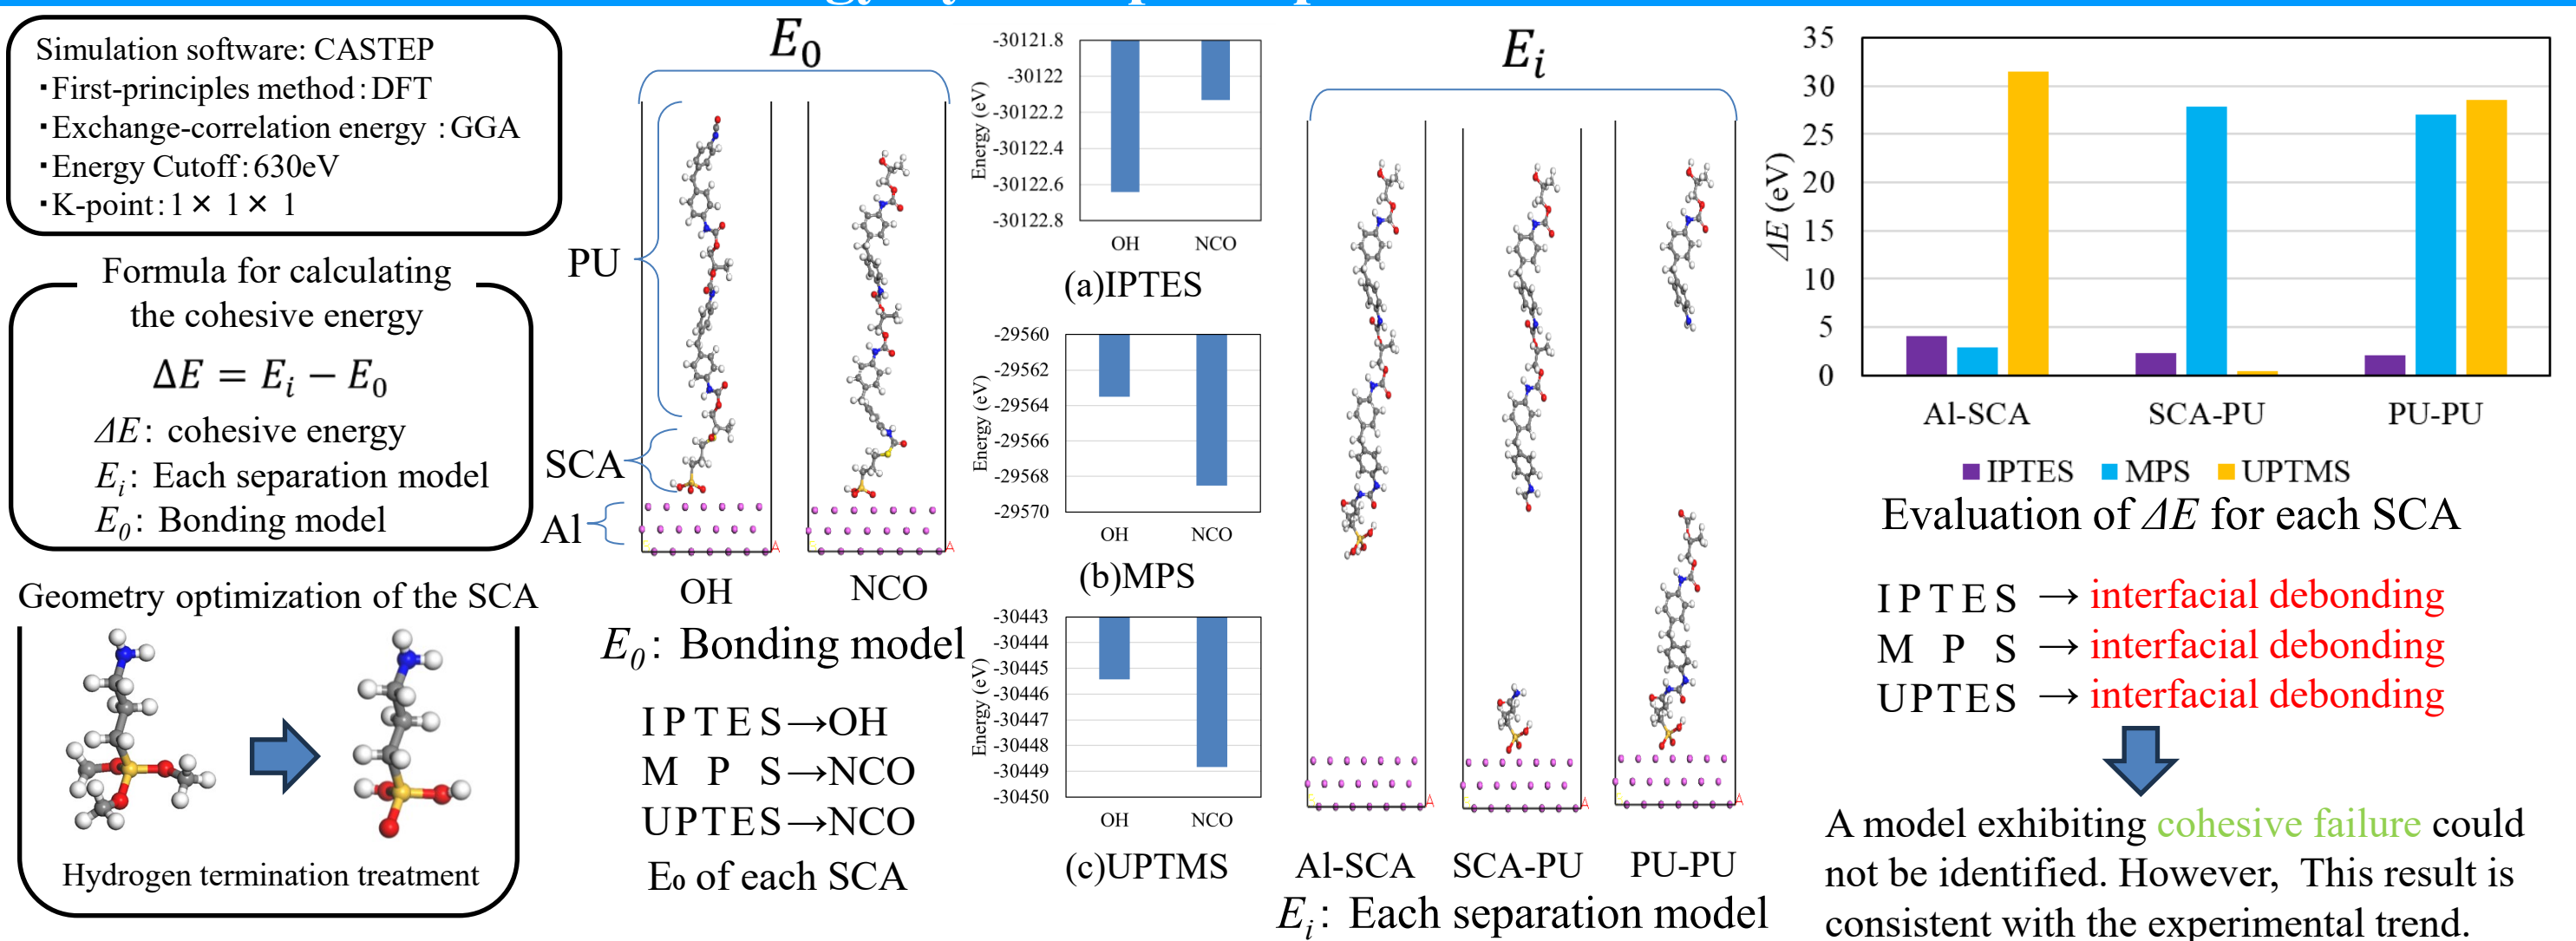 Simulation software: CASTEP
・First-principles method：DFT
・Exchange-correlation energy：GGA
・Energy Cutoff：630eV
・K-point：1 × 1 × 1
Formula for calculating
the cohesive energy
ΔE = Ei − E0
ΔE： cohesive energy
Ei： Each separation model
E0： Bonding model
Geometry optimization of the SCA
Hydrogen termination treatment
E0
PU
SCA
Al
A
A
OH
NCO
E0： Bonding model
IPTES→OH
M P S→NCO
UPTES→NCO
E0 of each SCA
-30121.8
-30122
-30122.2
-30122.4
-30122.6
-30122.8
Energy (eV)
OH
NCO
(a)IPTES
-29560
-29562
-29564
-29566
-29568
-29570
Energy (eV)
OH
NCO
(b)MPS
-30443
-30444
-30445
-30446
-30447
-30448
-30449
-30450
Energy (eV)
OH
NCO
(c)UPTMS
Ei
A
A
A
Al-SCA
SCA-PU
PU-PU
Ei： Each separation model
35
30
25
20
15
10
5
0
ΔE (eV)
Al-SCA
SCA-PU
PU-PU
IPTES
MPS
UPTMS
Evaluation of ΔE for each SCA
IPTES → interfacial debonding
M P S → interfacial debonding
UPTES → interfacial debonding
A model exhibiting cohesive failure could
not be identified. However, This result is
consistent with the experimental trend.